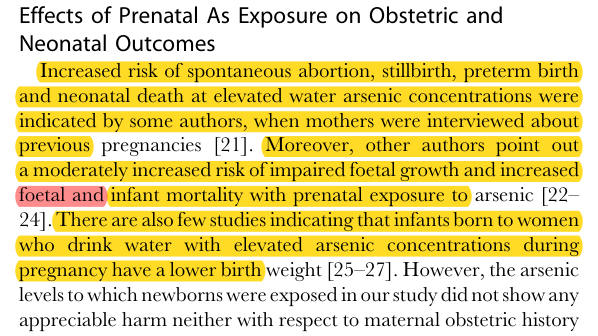 Effects of Prenatal As Exposure on Obstetric and
Neonatal Outcomes
Increased risk of spontaneous abortion, stillbirth, preterm birth
and neonatal death at elevated water arsenic concentrations were
indicated by some authors, when mothers were interviewed about
previous pregnancies [21]. Moreover, other authors point out
a moderately increased risk of impaired foetal growth and increased
foetal and infant mortality with prenatal exposure to arsenic [22–
24]. There are also few studies indicating that infants born to women
who drink water with elevated arsenic concentrations during
pregnancy have a lower birth weight [25–27]. However, the arsenic
levels to which newborns were exposed in our study did not show any
appreciable harm neither with respect to maternal obstetric history